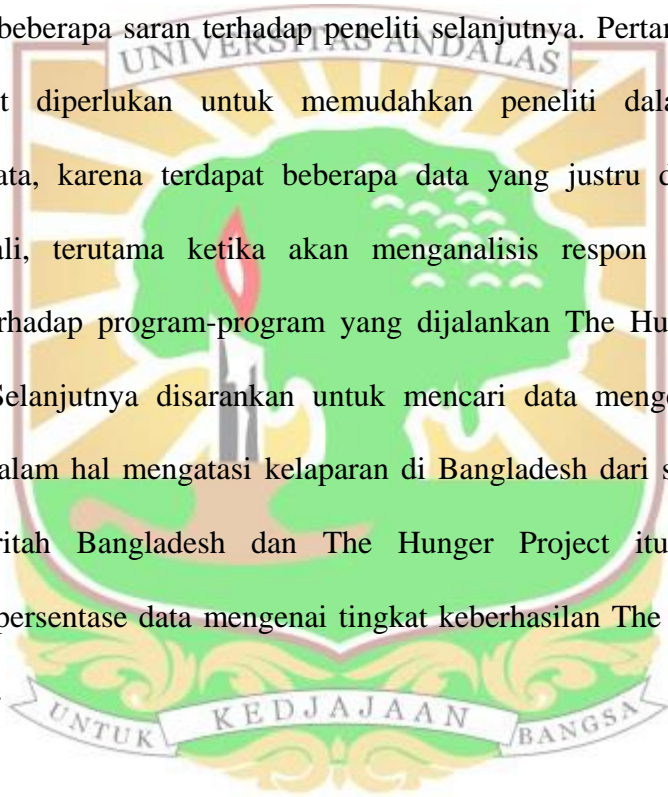 beberapa saran terhadap peneliti selanjutnya. Perta
UNIVERSITAS ANDALAS
t diperlukan untuk memudahkan peneliti dala
ata, karena terdapat beberapa data yang justru d
ali, terutama ketika akan menganalisis respon
rhadap program-program yang dijalankan The Hu
Selanjutnya disarankan untuk mencari data menge
alam hal mengatasi kelaparan di Bangladesh dari s
ritah Bangladesh dan The Hunger Project itu
persentase data mengenai tingkat keberhasilan The
.
UNTUK KEDJAJAAN BANGSA